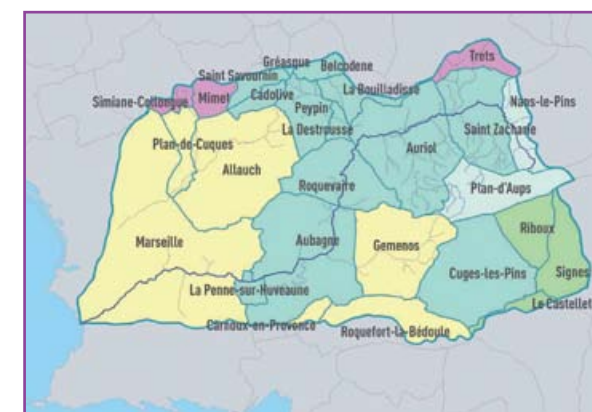 Trets
Gréasque
Belcodene
Saint Savournin
La Bouilladisse
Simiane-Collongue
Mimet
Cadolive
Peypin
Nans-le-Pins
La Destrousse
Saint Zacharie
Plan-de-Cuques
Auriol
Allauch
Roquevaire
Plan-d'Aups
Riboux
Marseille
Aubagne
Gemenos
Cuges-les-Pins
Signes
La Penne-sur-Huveaune
Le Castellet
Carnoux-en-Provence
Roquefort-la-Bédoule